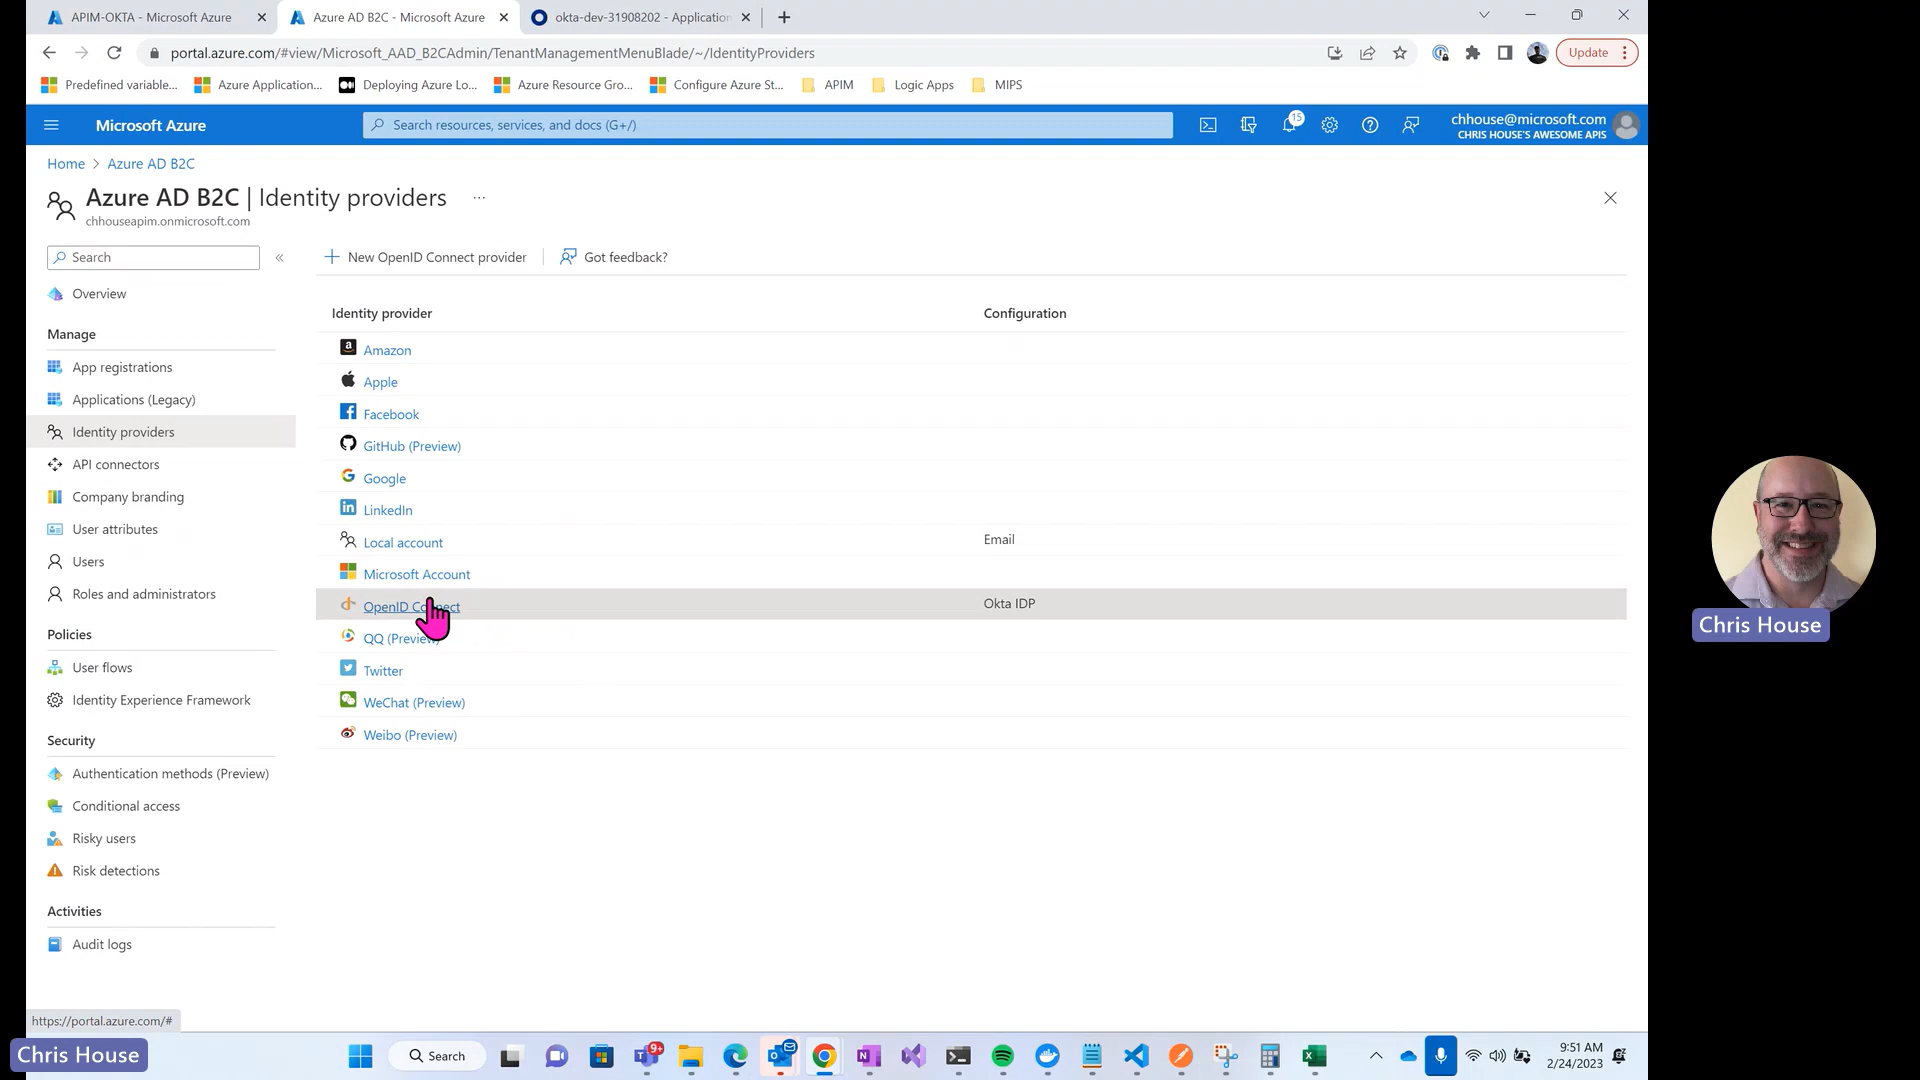 APIM-OKTA - Microsoft Azure
Azure AD B2C - Microsoft Azure
okta-dev-31908202 - Application
portal.azure.com/#view/Microsoft_AAD_B2CAdmin/TenantManagementMenuBlade/~/IdentityProviders
Update
Predefined variable...
Azure Application...
Deploying Azure Lo...
Azure Resource Gro...
Configure Azure St...
APIM
Logic Apps
MIPS
Microsoft Azure
Search resources, services, and docs (G+/)
15
chhouse@microsoft.com
CHRIS HOUSE'S AWESOME APIS
Home > Azure AD B2C
Azure AD B2C | Identity providers ...
chhouseapim.onmicrosoft.com
Search
«
New OpenID Connect provider
Got feedback?
Overview
Manage
App registrations
Applications (Legacy)
Identity providers
API connectors
Company branding
User attributes
Users
Roles and administrators
Policies
User flows
Identity Experience Framework
Security
Authentication methods (Preview)
Conditional access
Risky users
Risk detections
Activities
Audit logs
Identity provider
Configuration
Amazon
Apple
Facebook
GitHub (Preview)
Google
LinkedIn
Local account
Email
Microsoft Account
OpenID Connect
Okta IDP
QQ (Preview)
Twitter
WeChat (Preview)
Weibo (Preview)
Chris House
https://portal.azure.com/#
Chris House
Search
9+
9:51 AM
2/24/2023